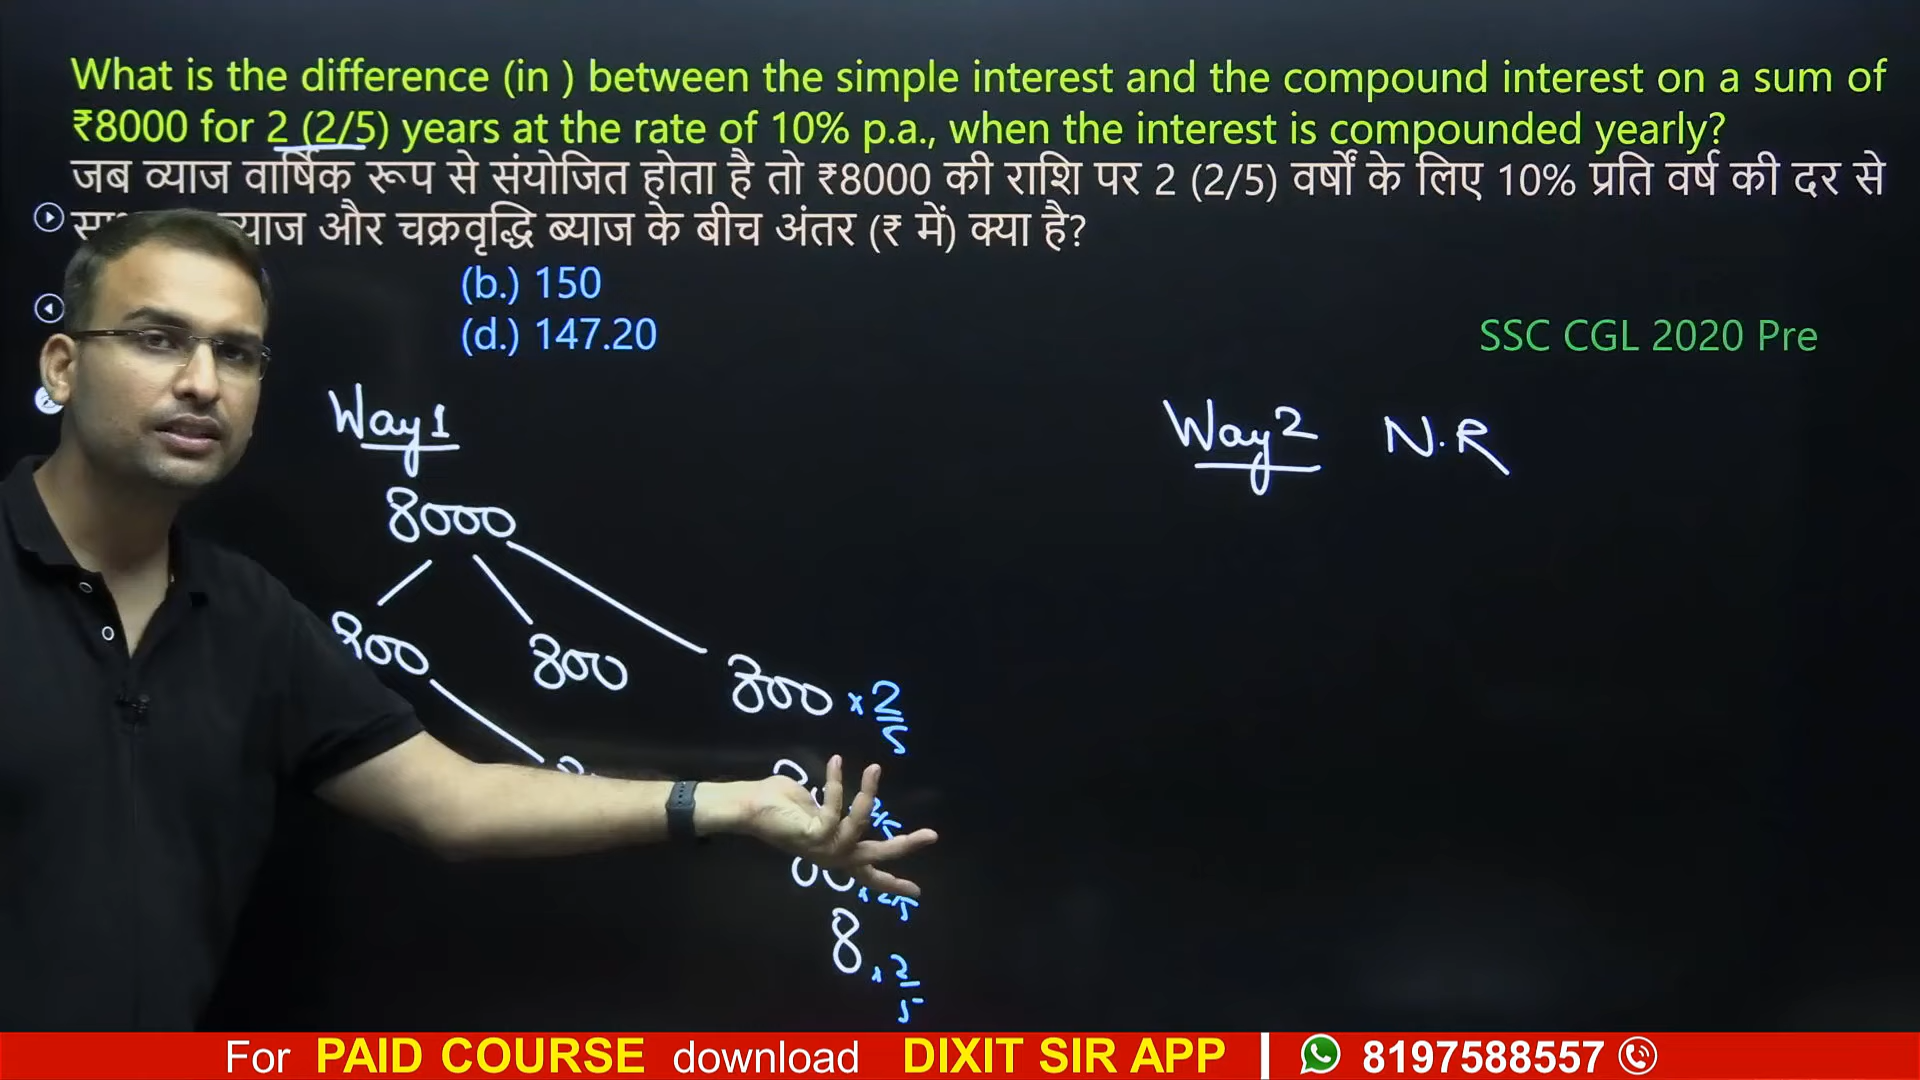 What is the difference (in ) between the simple interest and the compound interest on a sum of
₹8000 for 2 (2/5) years at the rate of 10% p.a., when the interest is compounded yearly?
जब व्याज वार्षिक रूप से संयोजित होता है तो ₹8000 की राशि पर 2 (2/5) वर्षों के लिए 10% प्रति वर्ष की दर से
और चक्रवृद्धि ब्याज के बीच अंतर (₹ में) क्या है?
(b.) 150
(d.) 147.20
SSC CGL 2020 Pre
Way 1
Way 2 N.R
8000
800
800
800 × 2/5
× 2/5
8 × 2/5
For PAID COURSE download DIXIT SIR APP | 8197588557